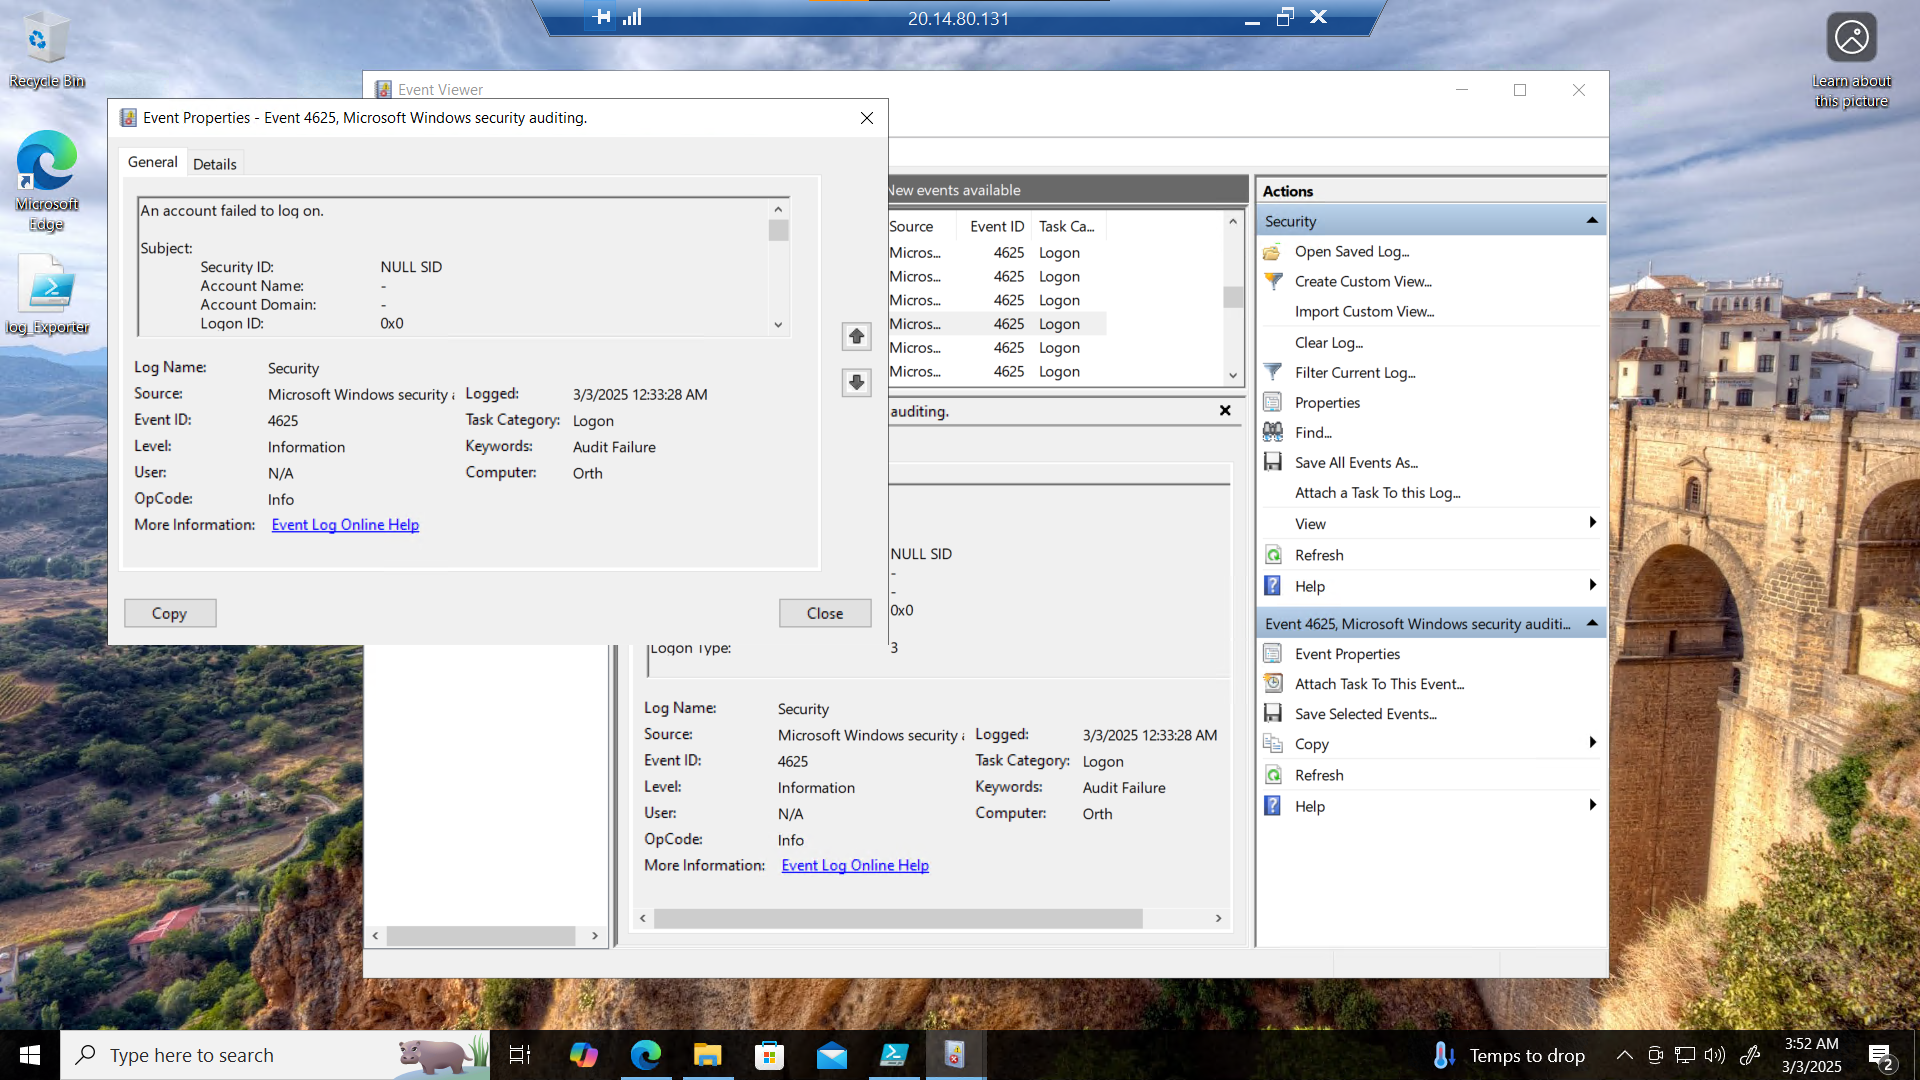 20.14.80.131
Recycle Bin
Microsoft
Edge
log_Exporter
Learn about
this picture
Event Viewer
Event Properties - Event 4625, Microsoft Windows security auditing.
General
Details
An account failed to log on.
Subject:
Security ID: NULL SID
Account Name: -
Account Domain: -
Logon ID: 0x0
Log Name: Security
Source: Microsoft Windows security Logged: 3/3/2025 12:33:28 AM
Event ID: 4625 Task Category: Logon
Level: Information Keywords: Audit Failure
User: N/A Computer: Orth
OpCode: Info
More Information: Event Log Online Help
Copy
Close
New events available
Source Event ID Task Ca...
Micros... 4625 Logon
Micros... 4625 Logon
Micros... 4625 Logon
Micros... 4625 Logon
Micros... 4625 Logon
Micros... 4625 Logon
auditing.
NULL SID
-
-
0x0
Logon Type: 3
Log Name: Security
Source: Microsoft Windows security Logged: 3/3/2025 12:33:28 AM
Event ID: 4625 Task Category: Logon
Level: Information Keywords: Audit Failure
User: N/A Computer: Orth
OpCode: Info
More Information: Event Log Online Help
Actions
Security
Open Saved Log...
Create Custom View...
Import Custom View...
Clear Log...
Filter Current Log...
Properties
Find...
Save All Events As...
Attach a Task To this Log...
View
Refresh
Help
Event 4625, Microsoft Windows security auditi...
Event Properties
Attach Task To This Event...
Save Selected Events...
Copy
Refresh
Help
Type here to search
Temps to drop
3:52 AM
3/3/2025
2